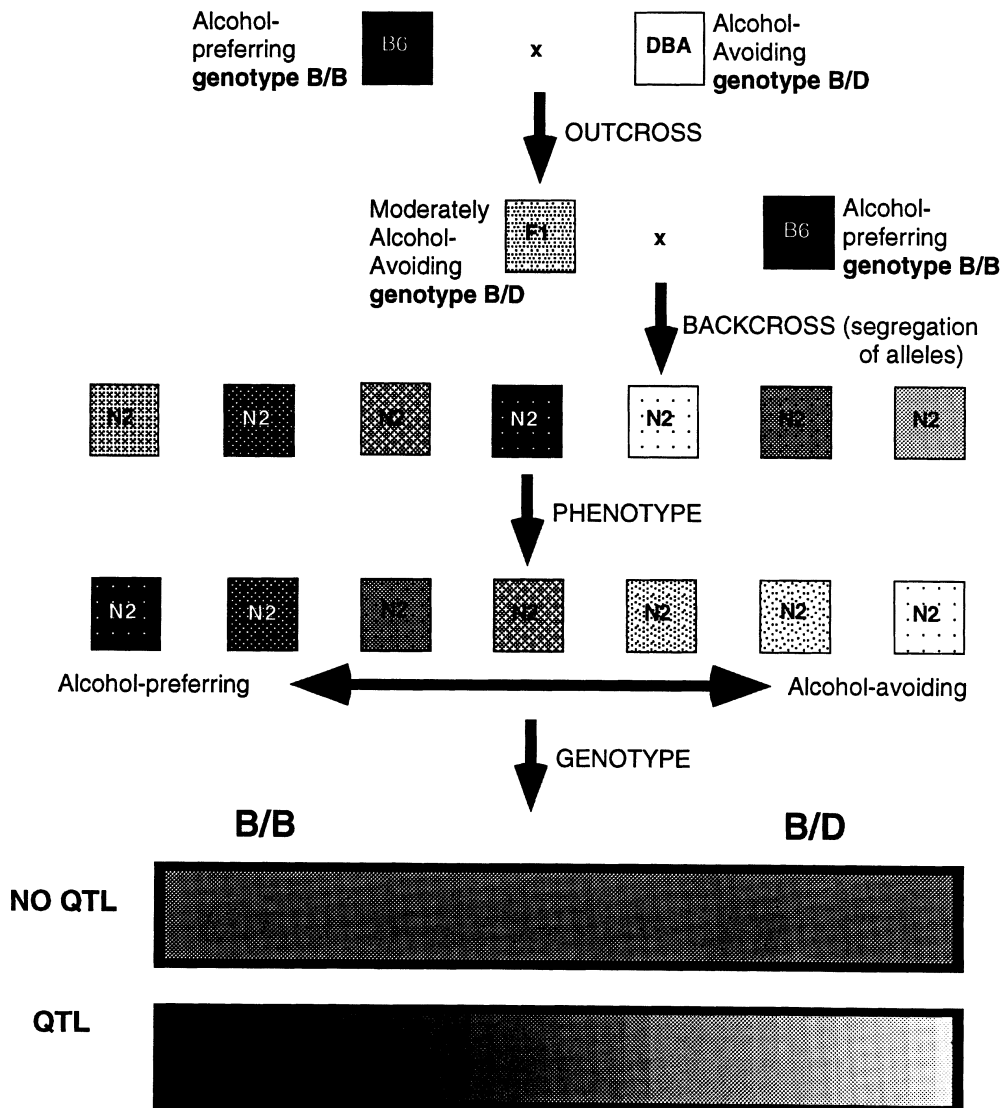 Alcohol-
preferring
genotype B/B
B6
x
DBA
Alcohol-
Avoiding
genotype B/D
OUTCROSS
Moderately
Alcohol-
Avoiding
genotype B/D
F1
x
B6
Alcohol-
preferring
genotype B/B
BACKCROSS (segregation
of alleles)
N2 N2 N2 N2 N2 N2 N2
PHENOTYPE
N2 N2 N2 N2 N2 N2 N2
Alcohol-preferring Alcohol-avoiding
GENOTYPE
B/B B/D
NO QTL
QTL